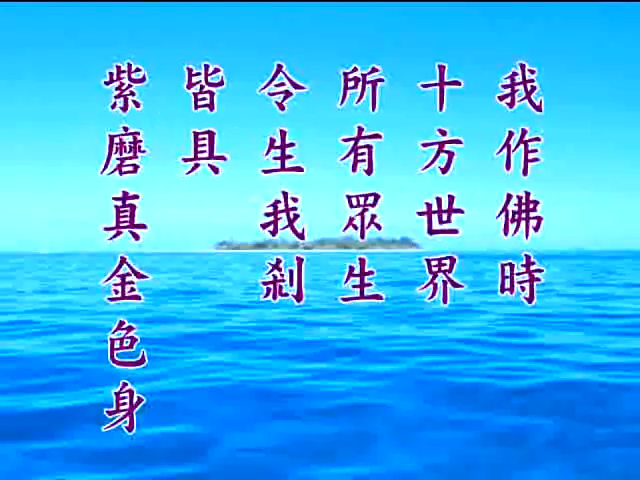 我作佛時
十方世界
所有眾生
令生我剎
皆具
紫磨真金色身